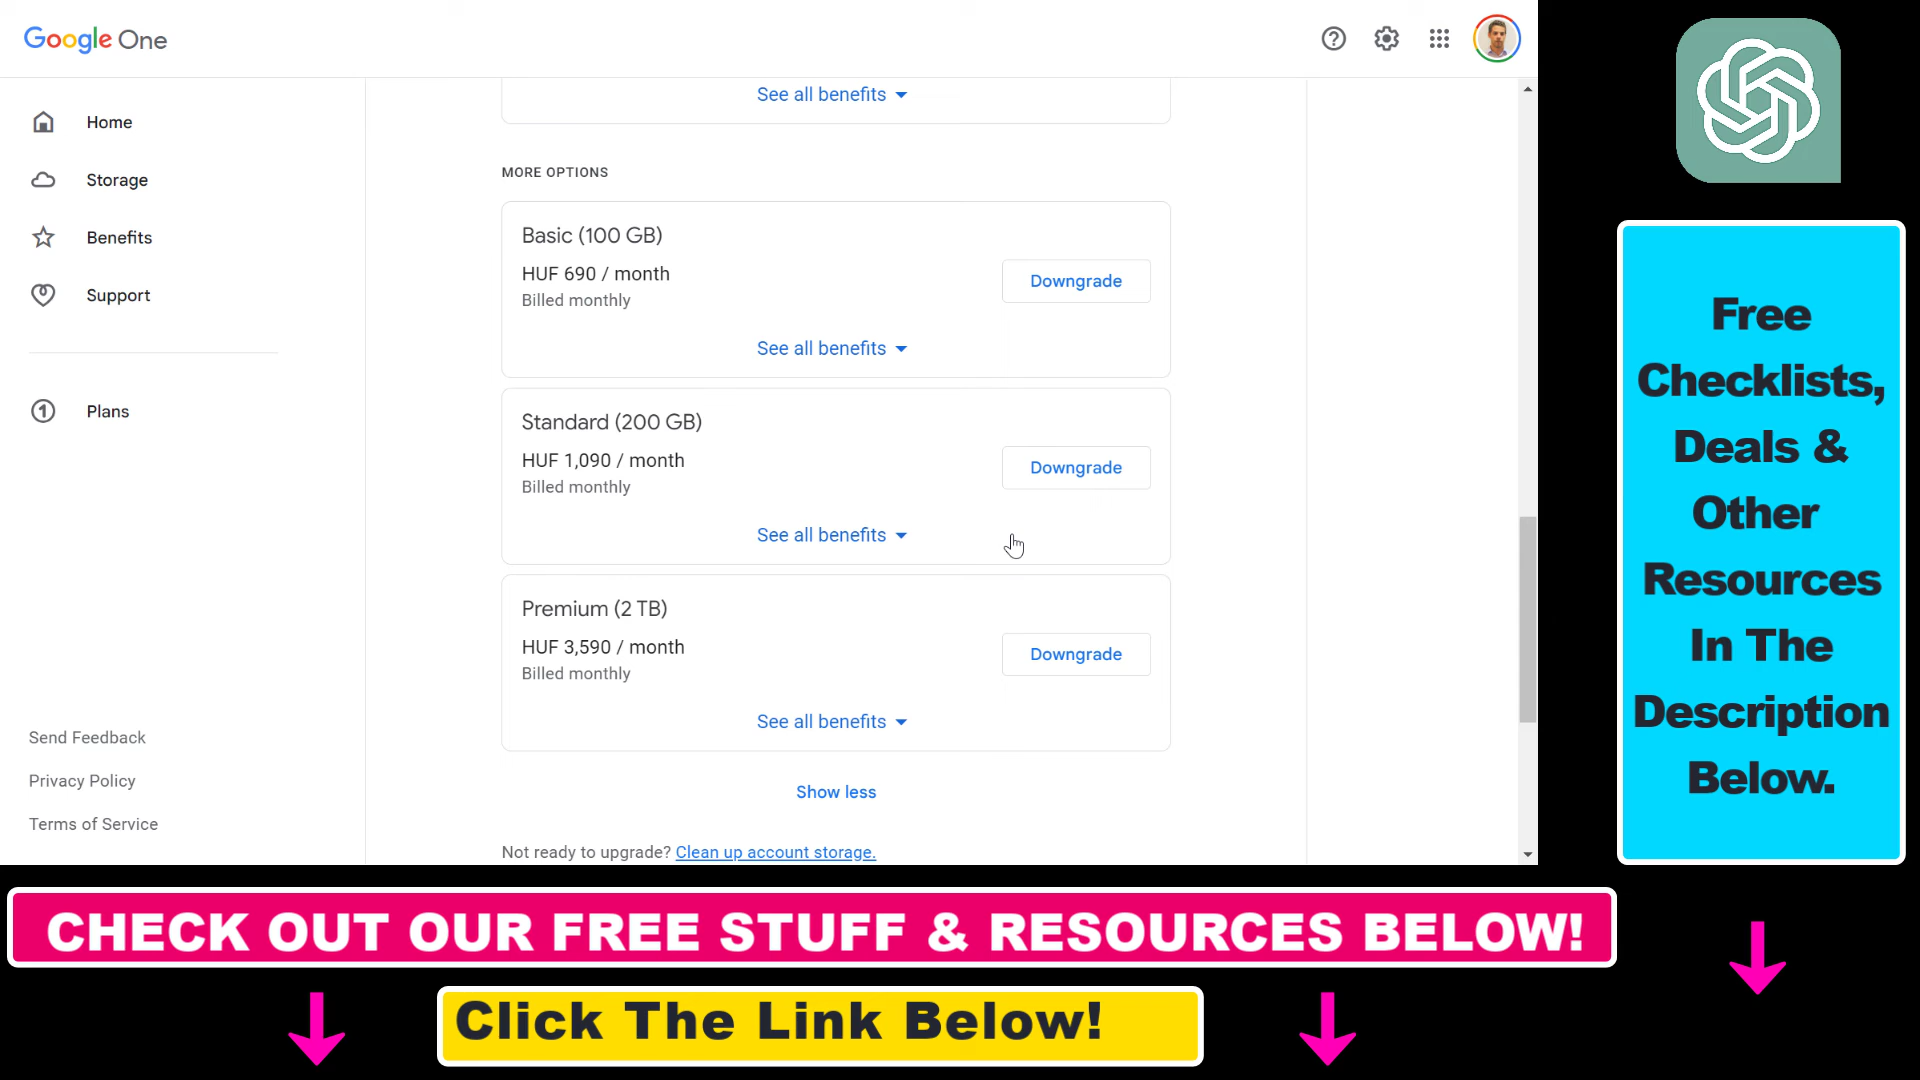 Google One
Home
Storage
Benefits
Support
Plans
Send Feedback
Privacy Policy
Terms of Service
See all benefits
MORE OPTIONS
Basic (100 GB)
HUF 690 / month
Billed monthly
Downgrade
See all benefits
Standard (200 GB)
HUF 1,090 / month
Billed monthly
Downgrade
See all benefits
Premium (2 TB)
HUF 3,590 / month
Billed monthly
Downgrade
See all benefits
Show less
Not ready to upgrade? Clean up account storage.
Free
Checklists,
Deals &
Other
Resources
In The
Description
Below.
CHECK OUT OUR FREE STUFF & RESOURCES BELOW!
Click The Link Below!